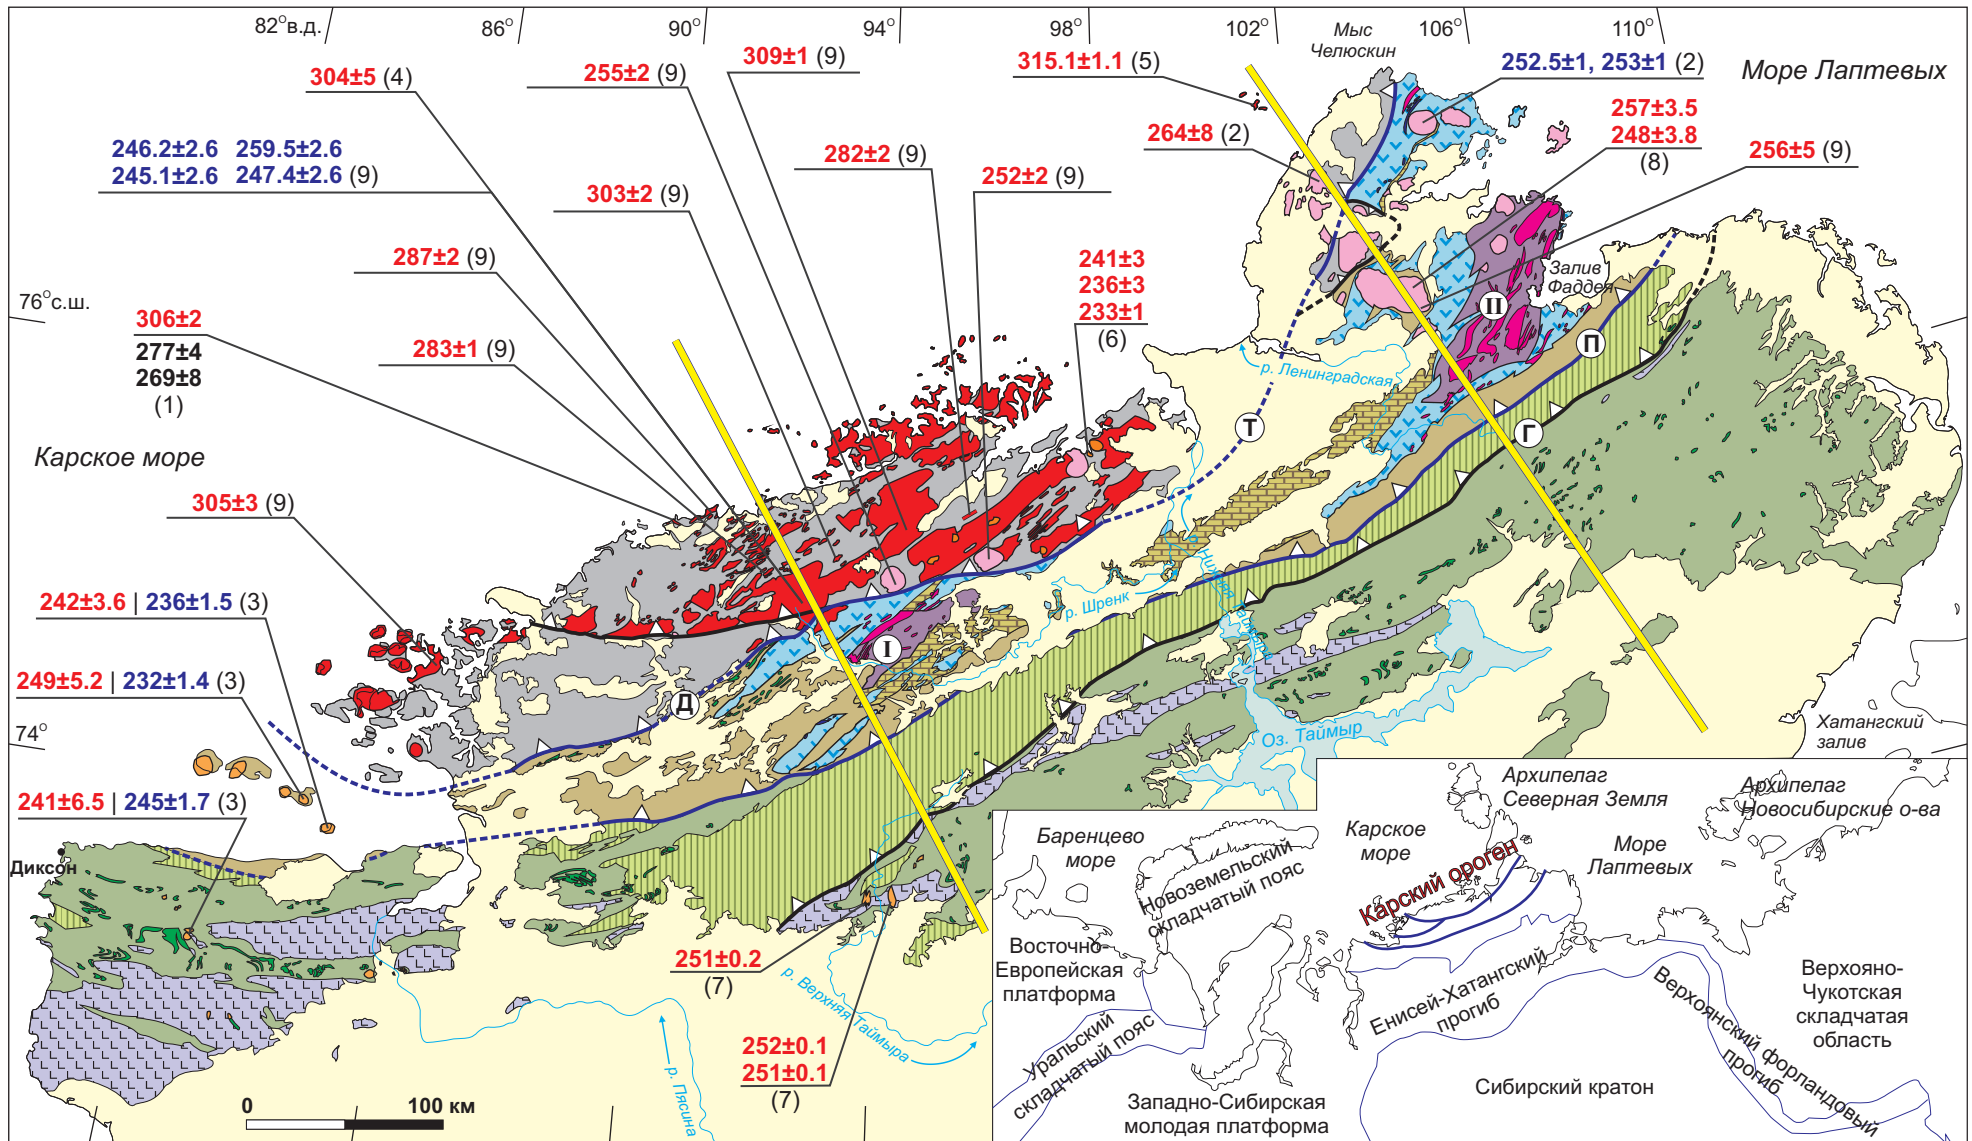 82°в.д.
86°
90°
94°
98°
102°
106°
110°
Мыс
Челюскин
Море Лаптевых
304±5 (4)
255±2 (9)
309±1 (9)
315.1±1.1 (5)
252.5±1, 253±1 (2)
257±3.5
248±3.8
(8)
264±8 (2)
256±5 (9)
246.2±2.6 259.5±2.6
245.1±2.6 247.4±2.6 (9)
282±2 (9)
252±2 (9)
303±2 (9)
287±2 (9)
241±3
236±3
233±1
(6)
76°с.ш.
306±2
277±4
269±8
(1)
283±1 (9)
Залив
Фаддея
II
П
р. Ленинградская
Т
Г
Карское море
305±3 (9)
р. Нижняя Таймыра
р. Шренк
242±3.6 | 236±1.5 (3)
I
249±5.2 | 232±1.4 (3)
Д
74°
Оз. Таймыр
Хатангский
залив
241±6.5 | 245±1.7 (3)
Диксон
251±0.2
(7)
р. Верхняя Таймыра
252±0.1
251±0.1
(7)
р. Пясина
0 100 км
Архипелаг
Северная Земля
Архипелаг
Новосибирские о-ва
Баренцево
море
Карское
море
Море
Лаптевых
Новоземельский
складчатый пояс
Карский ороген
Восточно-
Европейская
платформа
Енисей-Хатангский
прогиб
Верхояно-
Чукотская
складчатая
область
Уральский
складчатый пояс
Верхоянский форландовый
прогиб
Западно-Сибирская
молодая платформа
Сибирский кратон